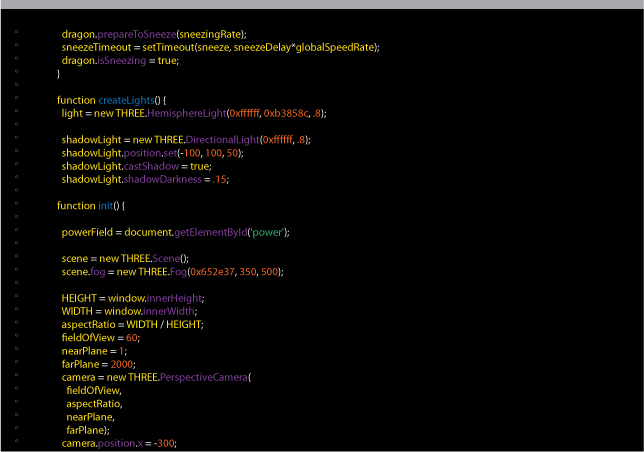 dragon.prepareToSneeze(sneezingRate);
sneezeTimeout = setTimeout(sneeze, sneezeDelay*globalSpeedRate);
dragon.isSneezing = true;
}
function createLights() {
light = new THREE.HemisphereLight(0xffffff, 0xb3858c, .8);
shadowLight = new THREE.DirectionalLight(0xffffff, .8);
shadowLight.position.set(-100, 100, 50);
shadowLight.castShadow = true;
shadowLight.shadowDarkness = .15;
function init() {
powerField = document.getElementById('power');
scene = new THREE.Scene();
scene.fog = new THREE.Fog(0x652e37, 350, 500);
HEIGHT = window.innerHeight;
WIDTH = window.innerWidth;
aspectRatio = WIDTH / HEIGHT;
fieldOfView = 60;
nearPlane = 1;
farPlane = 2000;
camera = new THREE.PerspectiveCamera(
fieldOfView,
aspectRatio,
nearPlane,
farPlane);
camera.position.x = -300;